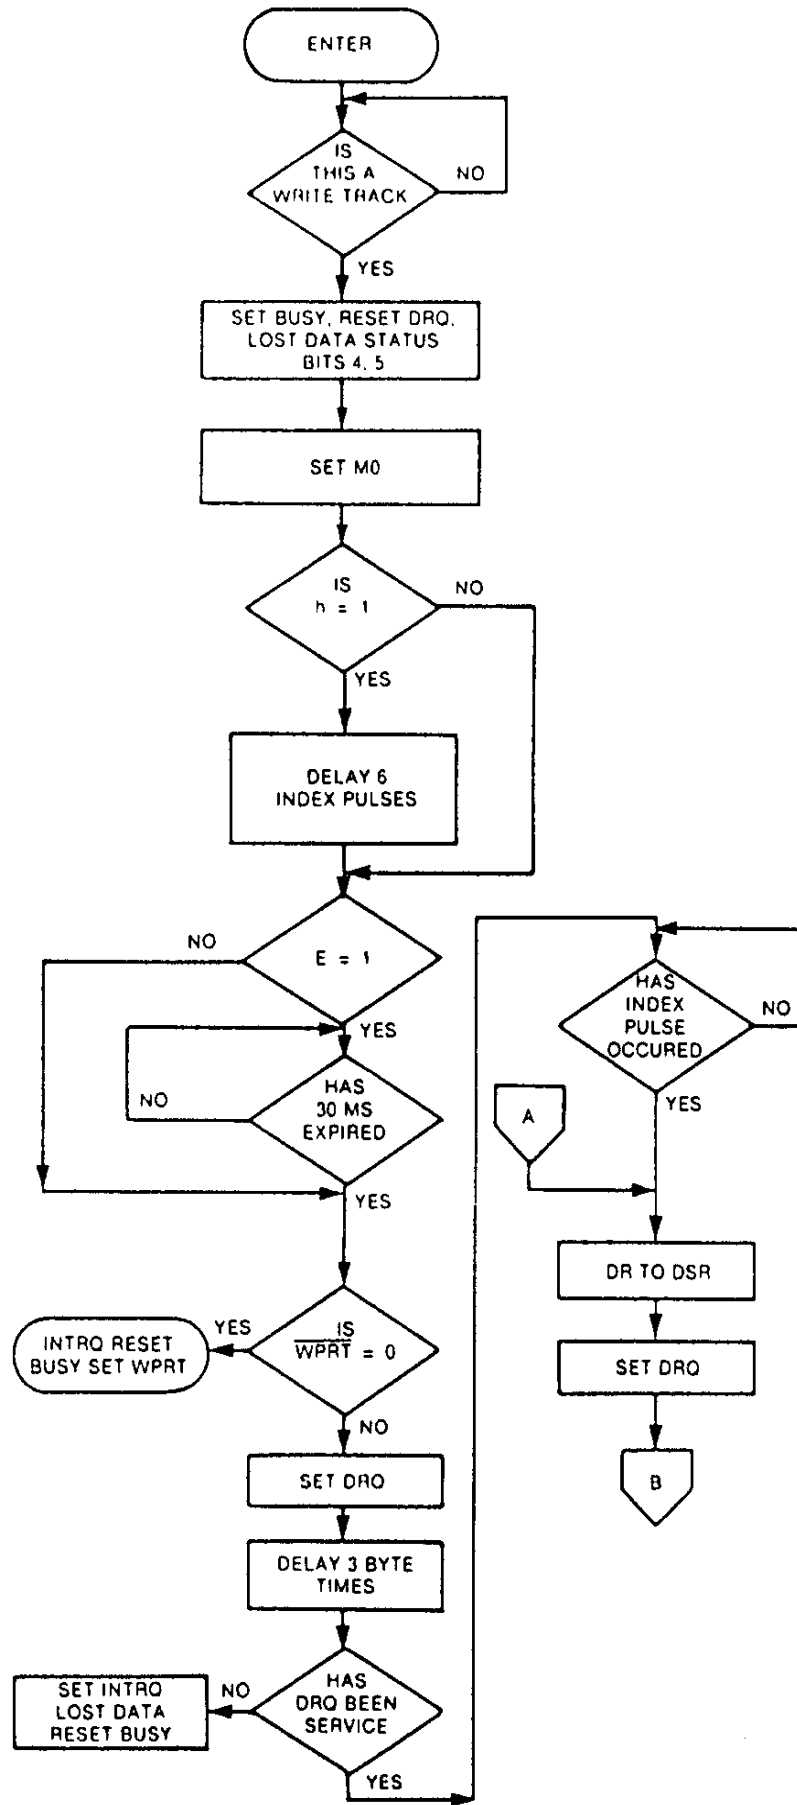 ENTER
IS
THIS A
WRITE TRACK
NO
YES
SET BUSY, RESET DRQ,
LOST DATA STATUS
BITS 4, 5
SET M0
IS
h = 1
NO
YES
DELAY 6
INDEX PULSES
NO
E = 1
YES
HAS
30 MS
EXPIRED
NO
YES
IS
WPRT = 0
YES
INTRQ RESET
BUSY SET WPRT
NO
SET DRQ
DELAY 3 BYTE
TIMES
HAS
DRQ BEEN
SERVICE
NO
SET INTRQ
LOST DATA
RESET BUSY
YES
HAS
INDEX
PULSE
OCCURED
NO
YES
A
DR TO DSR
SET DRQ
B